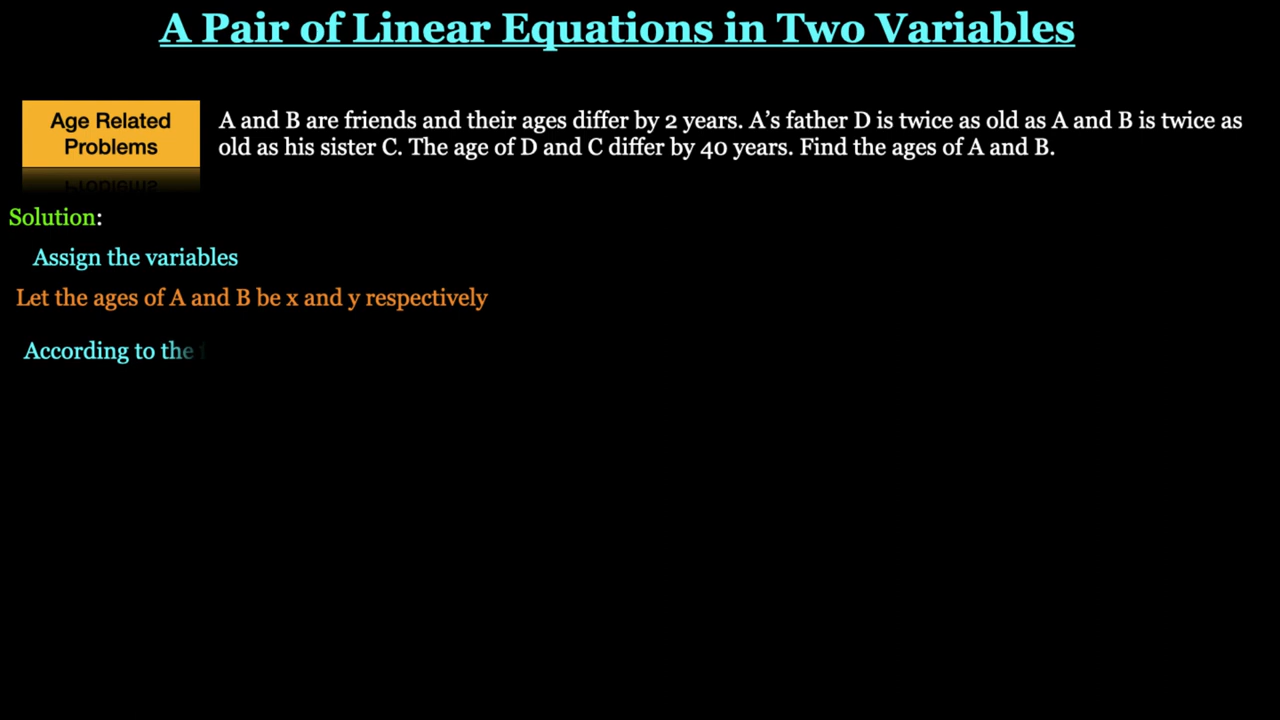 A Pair of Linear Equations in Two Variables
Age Related
Problems
A and B are friends and their ages differ by 2 years. A’s father D is twice as old as A and B is twice as
old as his sister C. The age of D and C differ by 40 years. Find the ages of A and B.
Solution:
Assign the variables
Let the ages of A and B be x and y respectively
According to the